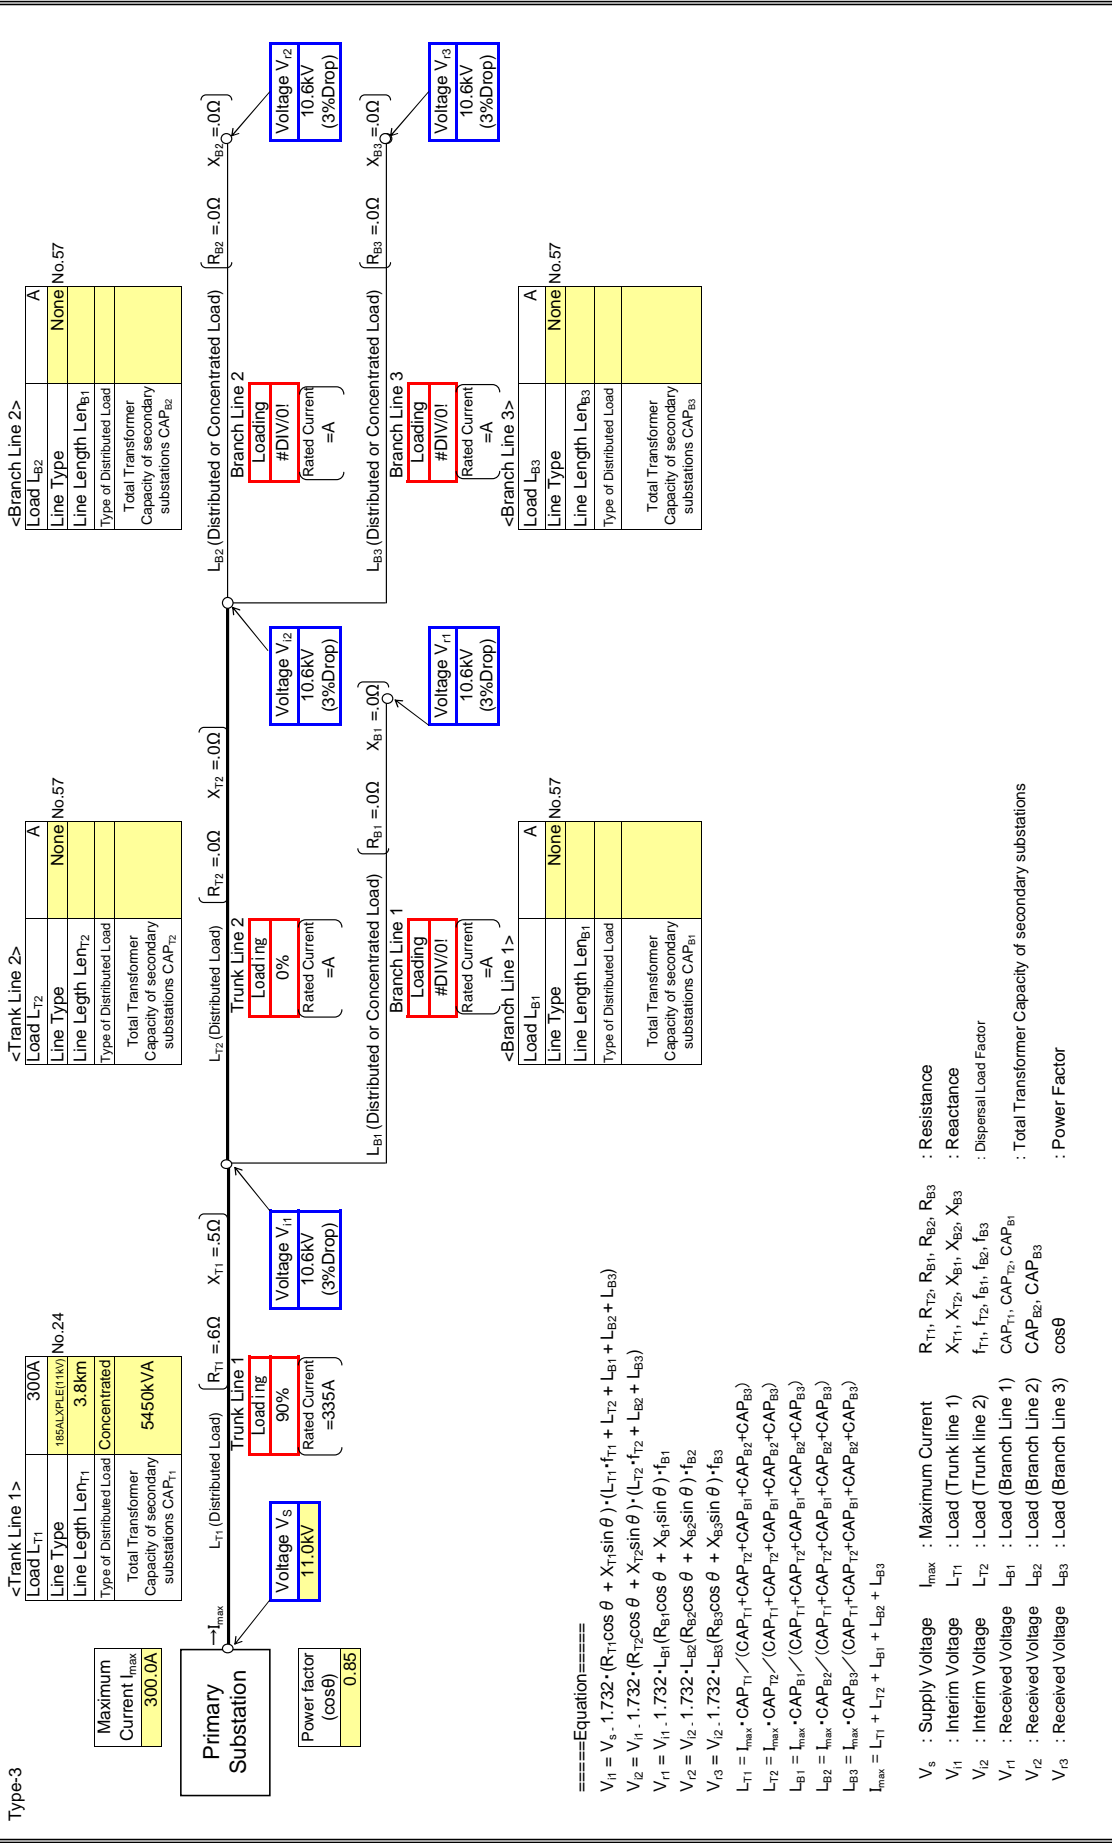 Type-3
Maximum
Current Imax
300.0A
Primary
Substation
Power factor
(cosθ)
0.85
→Imax
Voltage VS
11.0kV
<Trank Line 1>
Load LT1 300A
Line Type 185ALXPLE(11kV) No.24
Line Legth LenT1 3.8km
Type of Distributed Load Concentrated
Total Transformer
Capacity of secondary
substations CAPT1
5450kVA
LT1 (Distributed Load)
RT1 =.6Ω XT1 =.5Ω
Trunk Line 1
Loading
90%
Rated Current
=335A
Voltage Vi1
10.6kV
(3%Drop)
<Trank Line 2>
Load LT2 A
Line Type None No.57
Line Length LenT2
Type of Distributed Load
Total Transformer
Capacity of secondary
substations CAPT2
LT2 (Distributed Load)
RT2 =.0Ω XT2 =.0Ω
Trunk Line 2
Loading
0%
Rated Current
=A
Voltage Vi2
10.6kV
(3%Drop)
LB1 (Distributed or Concentrated Load)
RB1 =.0Ω XB1 =.0Ω
Branch Line 1
Loading
#DIV/0!
Rated Current
=A
Voltage Vr1
10.6kV
(3%Drop)
<Branch Line 1>
Load LB1 A
Line Type None No.57
Line Length LenB1
Type of Distributed Load
Total Transformer
Capacity of secondary
substations CAPB1
<Branch Line 2>
Load LB2 A
Line Type None No.57
Line Length LenB1
Type of Distributed Load
Total Transformer
Capacity of secondary
substations CAPB2
LB2 (Distributed or Concentrated Load)
RB2 =.0Ω XB2 =.0Ω
Branch Line 2
Loading
#DIV/0!
Rated Current
=A
Voltage Vr2
10.6kV
(3%Drop)
LB3 (Distributed or Concentrated Load)
RB3 =.0Ω XB3 =.0Ω
Branch Line 3
Loading
#DIV/0!
Rated Current
=A
Voltage Vr3
10.6kV
(3%Drop)
<Branch Line 3>
Load LB3 A
Line Type None No.57
Line Length LenB3
Type of Distributed Load
Total Transformer
Capacity of secondary
substations CAPB3
=====Equation=====
Vi1 = Vs - 1.732・(RT1cos θ + XT1sin θ)・(LT1・fT1 + LT2 + LB1 + LB2 + LB3)
Vi2 = Vi1 - 1.732・(RT2cos θ + XT2sin θ)・(LT2・fT2 + LB2 + LB3)
Vr1 = Vi1 - 1.732・LB1(RB1cos θ + XB1sin θ)・fB1
Vr2 = Vi2 - 1.732・LB2(RB2cos θ + XB2sin θ)・fB2
Vr3 = Vi2 - 1.732・LB3(RB3cos θ + XB3sin θ)・fB3
LT1 = Imax・CAPT1／(CAPT1+CAPT2+CAPB1+CAPB2+CAPB3)
LT2 = Imax・CAPT2／(CAPT1+CAPT2+CAPB1+CAPB2+CAPB3)
LB1 = Imax・CAPB1／(CAPT1+CAPT2+CAPB1+CAPB2+CAPB3)
LB2 = Imax・CAPB2／(CAPT1+CAPT2+CAPB1+CAPB2+CAPB3)
LB3 = Imax・CAPB3／(CAPT1+CAPT2+CAPB1+CAPB2+CAPB3)
Imax = LT1 + LT2 + LB1 + LB2 + LB3
Vs : Supply Voltage Imax : Maximum Current RT1, RT2, RB1, RB2, RB3 : Resistance
Vi1 : Interim Voltage LT1 : Load (Trunk line 1) XT1, XT2, XB1, XB2, XB3 : Reactance
Vi2 : Interim Voltage LT2 : Load (Trunk line 2) fT1, fT2, fB1, fB2, fB3 : Dispersal Load Factor
Vr1 : Received Voltage LB1 : Load (Branch Line 1) CAPT1, CAPT2, CAPB1 : Total Transformer Capacity of secondary substations
Vr2 : Received Voltage LB2 : Load (Branch Line 2) CAPB2, CAPB3
Vr3 : Received Voltage LB3 : Load (Branch Line 3) cosθ : Power Factor